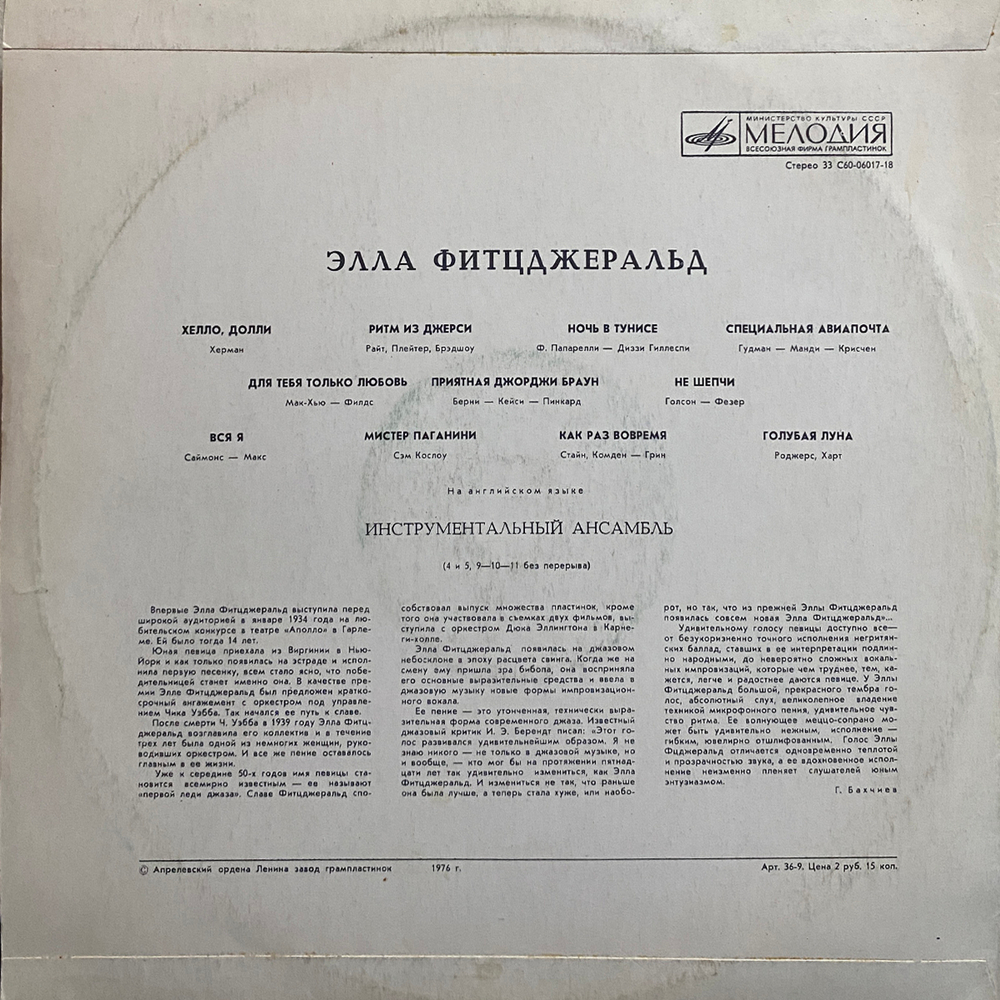 МИНИСТЕРСТВО КУЛЬТУРЫ СССР
МЕЛОДИЯ
ВСЕСОЮЗНАЯ ФИРМА ГРАМПЛАСТИНОК
Стерео 33 С60-06017-18
ЭЛЛА ФИТЦДЖЕРАЛЬД
ХЕЛЛО, ДОЛЛИ РИТМ ИЗ ДЖЕРСИ НОЧЬ В ТУНИСЕ СПЕЦИАЛЬНАЯ АВИАПОЧТА
Херман Райт, Плейтер, Брэдшоу Ф. Папарелли — Диззи Гиллеспи Гудман — Манди — Крисчен
ДЛЯ ТЕБЯ ТОЛЬКО ЛЮБОВЬ ПРИЯТНАЯ ДЖОРДЖИ БРАУН НЕ ШЕПЧИ
Мак-Хью — Филдс Берни — Кейси — Пинкард Голсон — Фезер
ВСЯ Я МИСТЕР ПАГАНИНИ КАК РАЗ ВОВРЕМЯ ГОЛУБАЯ ЛУНА
Саймонс — Макс Сэм Кослоу Стайн, Комден — Грин Роджерс, Харт
На английском языке
ИНСТРУМЕНТАЛЬНЫЙ АНСАМБЛЬ
(4 и 5, 9—10—11 без перерыва)
Впервые Элла Фитцджеральд выступила перед
широкой аудиторией в январе 1934 года на лю-
бительском конкурсе в театре «Аполло» в Гарле-
ме. Ей было тогда 14 лет.
Юная певица приехала из Виргинии в Нью-
Йорк и как только появилась на эстраде и испол-
нила первую песенку, всем стало ясно, что побе-
дительницей станет именно она. В качестве пре-
мии Элле Фитцджеральд был предложен кратко-
срочный ангажемент с оркестром под управле-
нием Чика Уэбба. Так начался ее путь к славе.
После смерти Ч. Уэбба в 1939 году Элла Фитц-
джеральд возглавила его коллектив и в течение
трех лет была одной из немногих женщин, руко-
водивших оркестром. И все же пение оставалось
главным в ее жизни.
Уже к середине 50-х годов имя певицы ста-
новится всемирно известным — ее называют
«первой леди джаза». Славе Фитцджеральд спо-
собствовал выпуск множества пластинок, кроме
того она участвовала в съемках двух фильмов, вы-
ступила с оркестром Дюка Эллингтона в Карне-
ги-холле.
Элла Фитцджеральд появилась на джазовом
небосклоне в эпоху расцвета свинга. Когда же на
смену ему пришла эра бибопа, она восприняла
его основные выразительные средства и ввела в
джазовую музыку новые формы импровизацион-
ного вокала.
Ее пение — это утонченная, технически выра-
зительная форма современного джаза. Известный
джазовый критик И. Э. Берендт писал: «Этот го-
лос развивался удивительнейшим образом. Я не
знаю никого — не только в джазовой музыке, но
и вообще, — кто мог бы на протяжении пятнад-
цати лет так удивительно измениться, как Элла
Фитцджеральд. И измениться не так, что раньше
она была лучше, а теперь стала хуже, или наобо-
рот, но так, что из прежней Эллы Фитцджеральд
появилась совсем новая Элла Фитцджеральд»...
Удивительному голосу певицы доступно все—
от безукоризненно точного исполнения негритян-
ских баллад, ставших в ее интерпретации подлин-
но народными, до невероятно сложных вокаль-
ных импровизаций, которые чем труднее, тем, ка-
жется, легче и радостнее даются певице. У Эллы
Фитцджеральд большой, прекрасного тембра го-
лос, абсолютный слух, великолепное владение
техникой микрофонного пения, удивительное чув-
ство ритма. Ее волнующее меццо-сопрано мо-
жет быть удивительно нежным, исполнение —
гибким, ювелирно отшлифованным. Голос Эллы
Фиджеральд отличается одновременно теплотой
и прозрачностью звука, а ее вдохновенное испол-
нение неизменно пленяет слушателей юным
энтузиазмом.
Г. Бахчиев
© Апрелевский ордена Ленина завод грампластинок 1976 г. Арт. 36-9. Цена 2 руб. 15 коп.